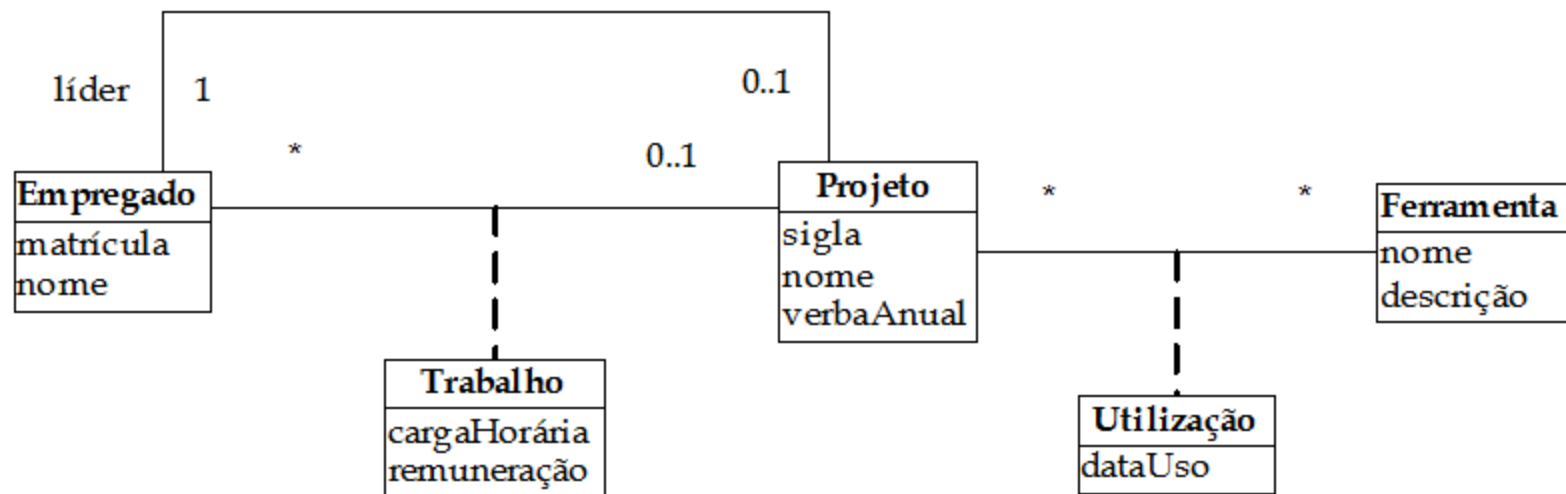 líder
1
0..1
*
0..1
Empregado
matrícula
nome
Projeto
sigla
nome
verbaAnual
*
*
Ferramenta
nome
descrição
Trabalho
cargaHorária
remuneração
Utilização
dataUso